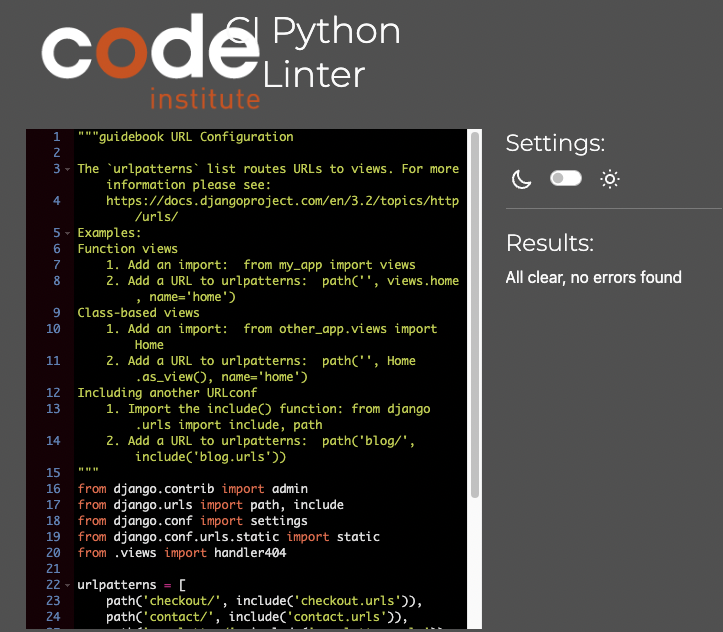 code
institute
CI Python
Linter
1 """guidebook URL Configuration
2
3 The `urlpatterns` list routes URLs to views. For more
information please see:
4 https://docs.djangoproject.com/en/3.2/topics/http
/urls/
5 Examples:
6 Function views
7 1. Add an import:  from my_app import views
8 2. Add a URL to urlpatterns:  path('', views.home
, name='home')
9 Class-based views
10 1. Add an import:  from other_app.views import
Home
11 2. Add a URL to urlpatterns:  path('', Home
.as_view(), name='home')
12 Including another URLconf
13 1. Import the include() function: from django
.urls import include, path
14 2. Add a URL to urlpatterns:  path('blog/',
include('blog.urls'))
15 """
16 from django.contrib import admin
17 from django.urls import path, include
18 from django.conf import settings
19 from django.conf.urls.static import static
20 from .views import handler404
21
22 urlpatterns = [
23 path('checkout/', include('checkout.urls')),
24 path('contact/', include('contact.urls')),
Settings:
Results:
All clear, no errors found